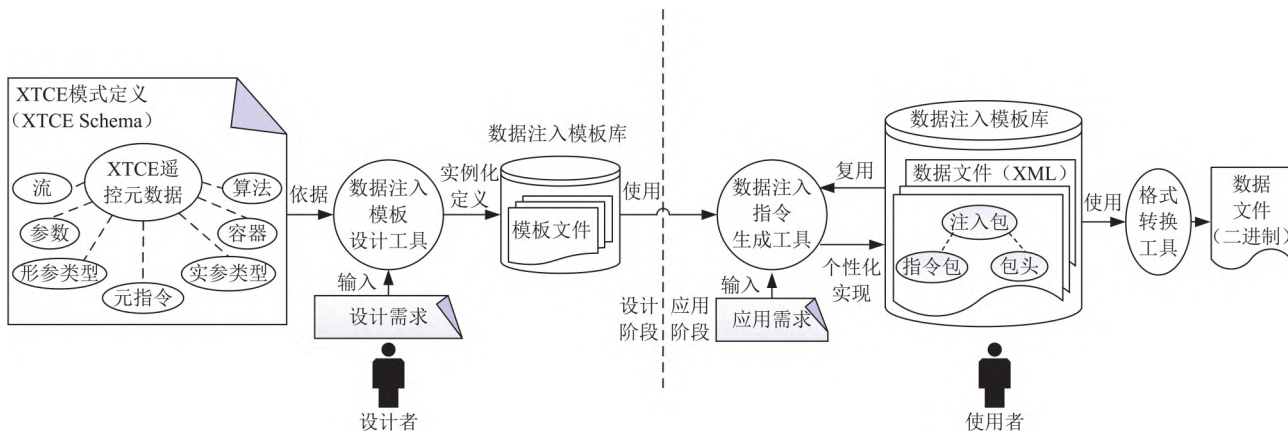 XTCE模式定义
（XTCE Schema）
XTCE遥
控元数据
流
算法
参数
容器
形参类型
实参类型
元指令
依据
数据注入
模板
设计工具
输入
设计需求
设计者
实例化
定义
数据注入模板库
模板文件
使用
设计
阶段
应用
阶段
数据注入
指令
生成工具
输入
应用需求
复用
个性化
实现
数据注入模板库
数据文件（XML）
注入包
指令包
包头
使用者
使用
格式
转换
工具
数据
文件
（二进制）